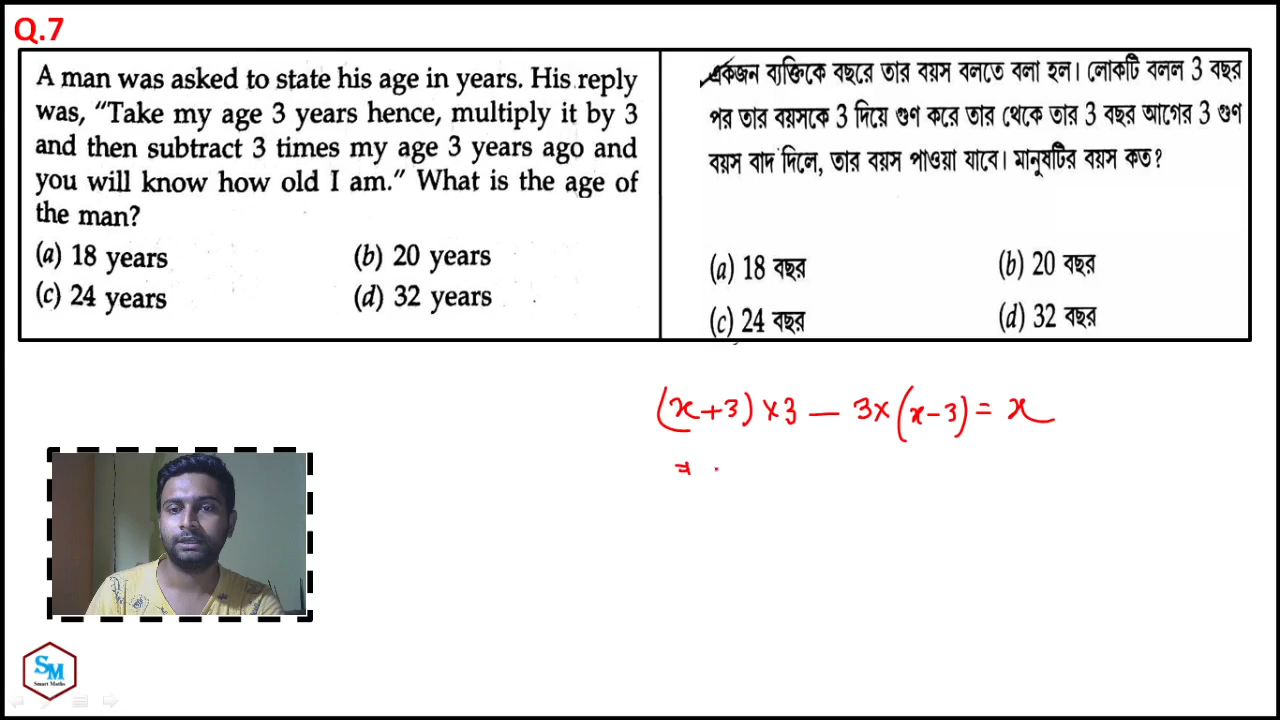 Q.7
A man was asked to state his age in years. His reply
was, “Take my age 3 years hence, multiply it by 3
and then subtract 3 times my age 3 years ago and
you will know how old I am.” What is the age of
the man?
(a) 18 years (b) 20 years
(c) 24 years (d) 32 years
একজন ব্যক্তিকে বছরে তার বয়স বলতে বলা হল। লোকটি বলল 3 বছর
পর তার বয়সকে 3 দিয়ে গুণ করে তার থেকে তার 3 বছর আগের 3 গুণ
বয়স বাদ দিলে, তার বয়স পাওয়া যাবে। মানুষটির বয়স কত?
(a) 18 বছর (b) 20 বছর
(c) 24 বছর (d) 32 বছর
(x+3)×3 — 3×(x-3) = x
SM
Smart Maths